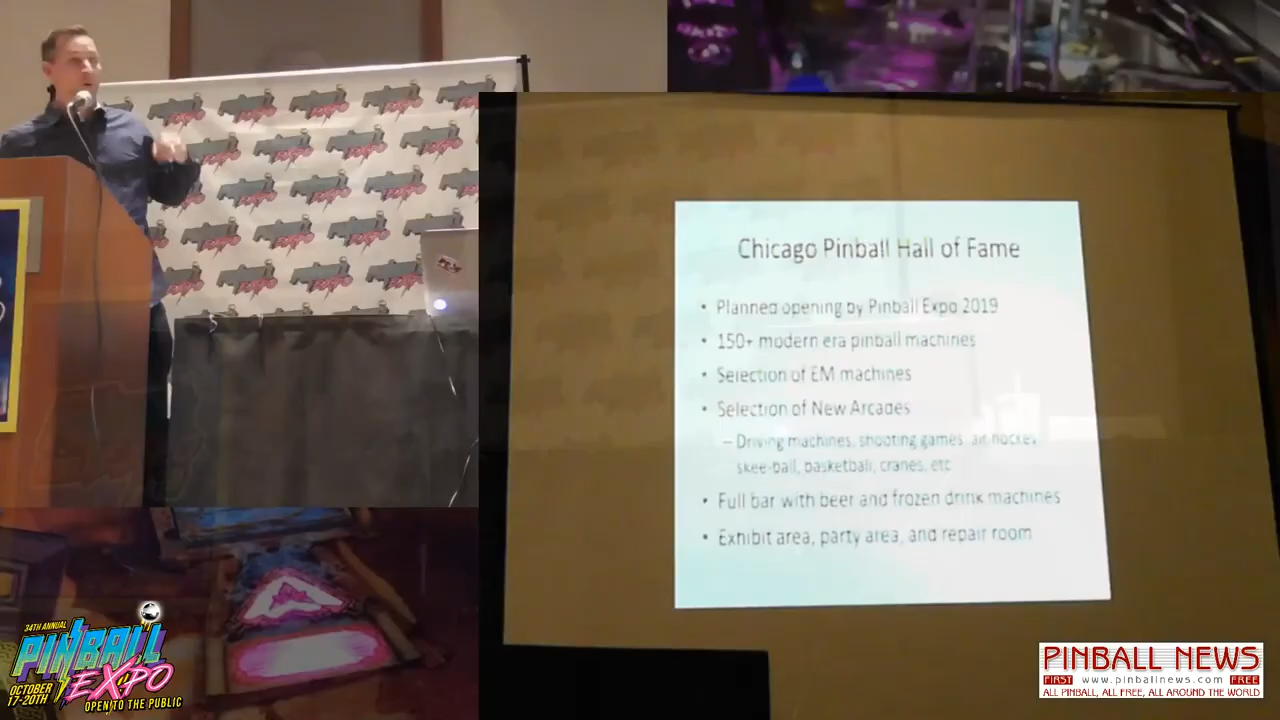 Chicago Pinball Hall of Fame
• Planned opening by Pinball Expo 2019
• 150+ modern era pinball machines
• Selection of EM machines
• Selection of New Arcades
– Driving machines, shooting games, air hockey
skee-ball, basketball, cranes, etc
• Full bar with beer and frozen drink machines
• Exhibit area, party area, and repair room
34TH ANNUAL
PINBALL
EXPO
OCTOBER
17-20TH
OPEN TO THE PUBLIC
PINBALL NEWS
FIRST www.pinballnews.com FREE
ALL PINBALL, ALL FREE, ALL AROUND THE WORLD